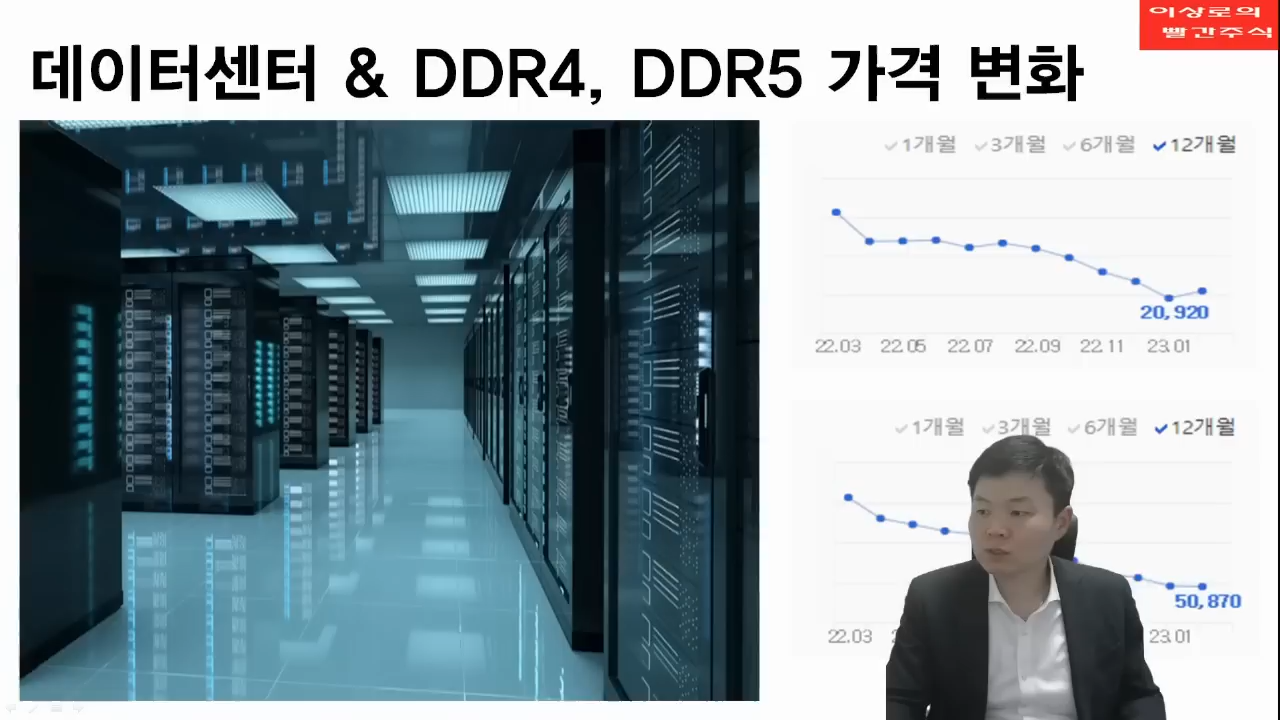 이상로의
빨간주식
데이터센터 & DDR4, DDR5 가격 변화
1개월 3개월 6개월 12개월
20,920
22.03 22.05 22.07 22.09 22.11 23.01
1개월 3개월 6개월 12개월
50,870
22.03 23.01